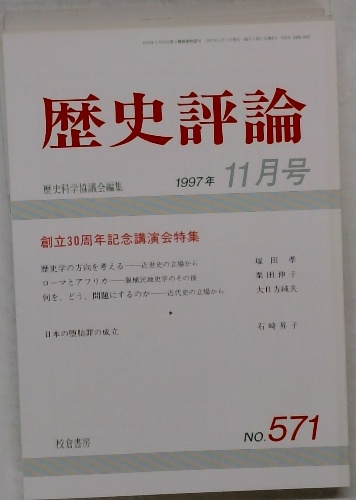 歴史評論
歴史科学協議会編集
1997年 11月号
創立30周年記念講演会特集
歴史学の方向を考える――近世史の立場から 塚田孝
ローマとアフリカ――脱植民地史学のその後 栗田伸子
何を、どう、問題にするのか――近代史の立場から 大日方純夫
日本の堕胎罪の成立 石崎昇子
校倉書房
NO.571